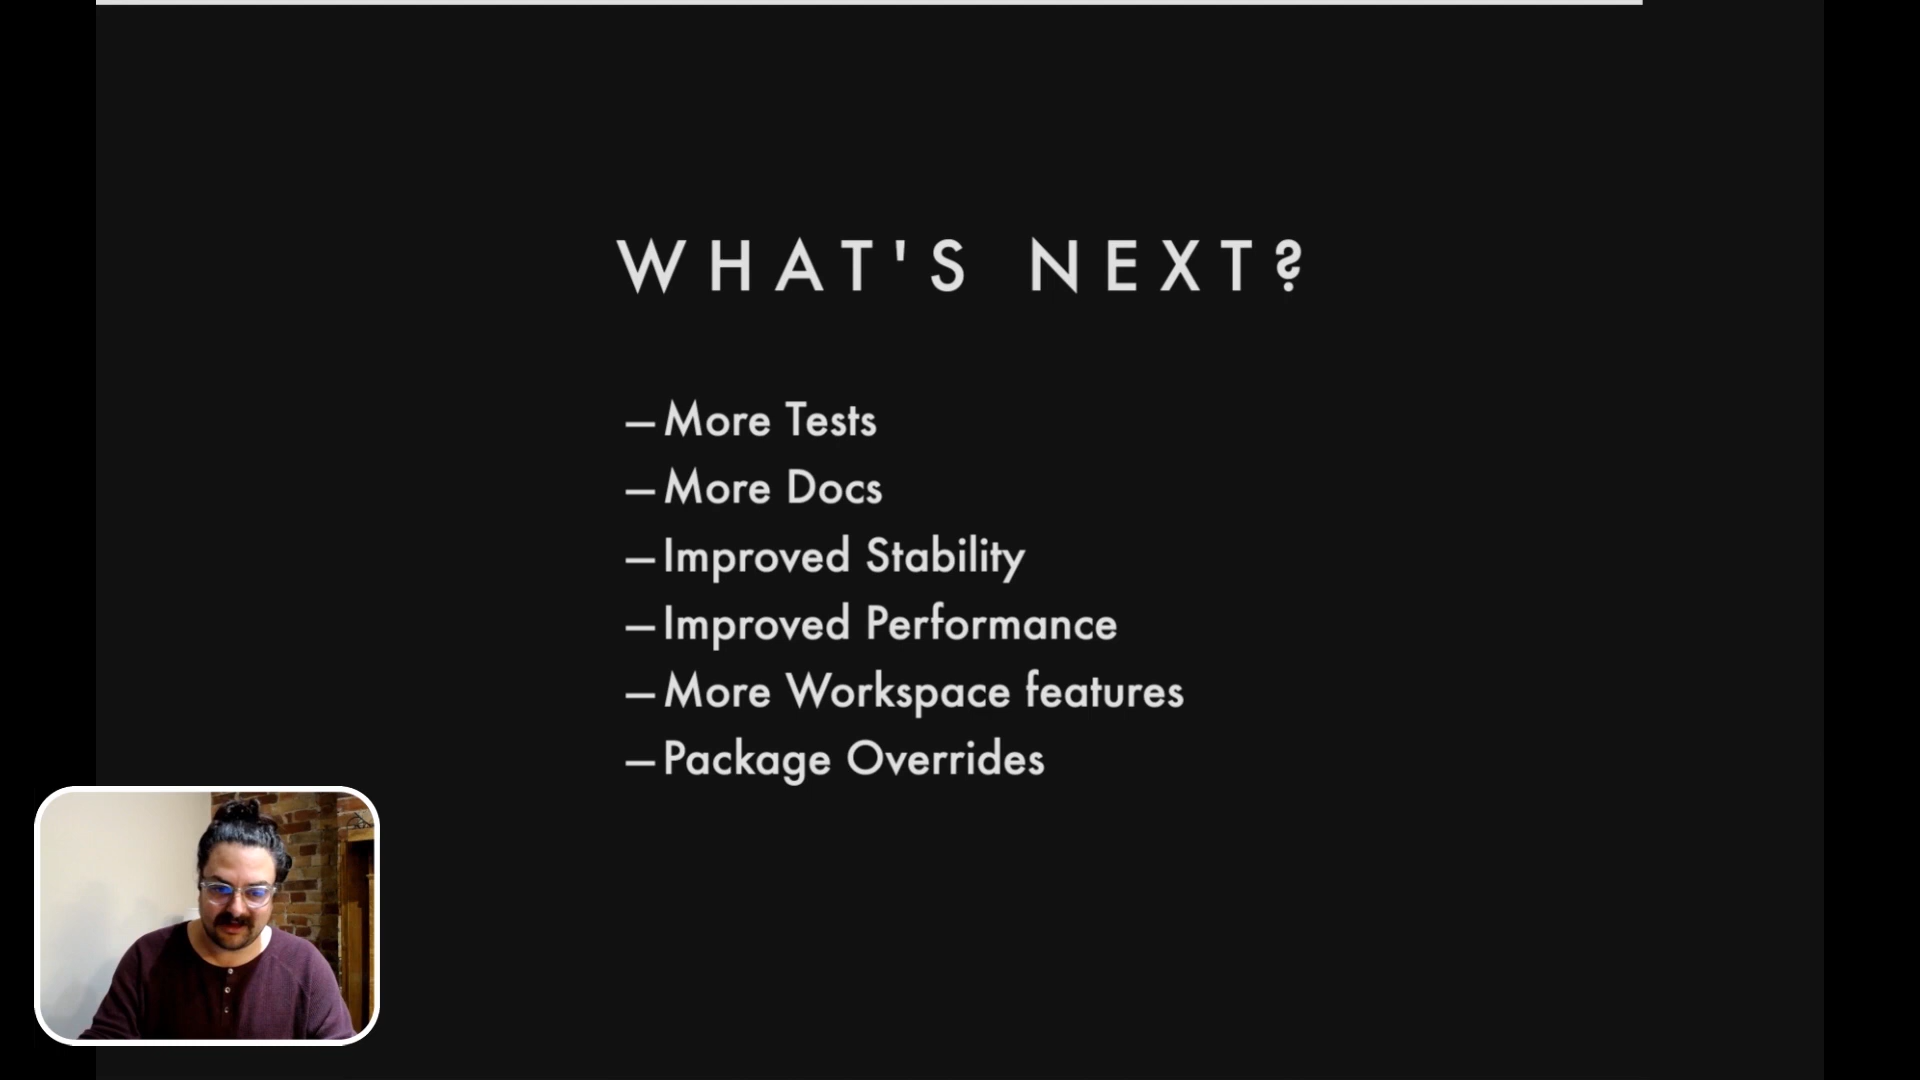 WHAT'S NEXT?
—More Tests
—More Docs
—Improved Stability
—Improved Performance
—More Workspace features
—Package Overrides